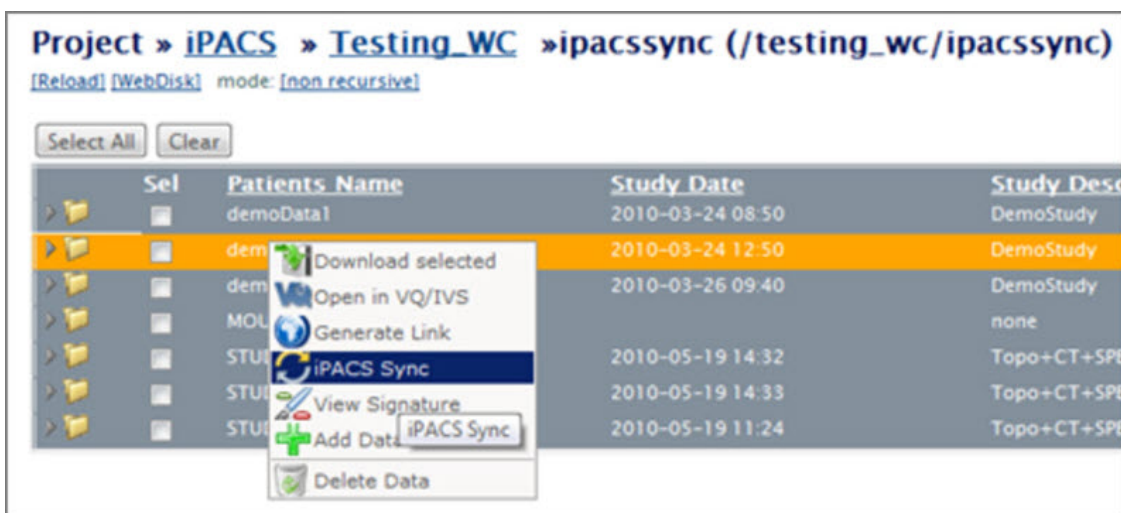 Project » iPACS » Testing_WC »ipacssync (/testing_wc/ipacssync)
[Reload] [WebDisk] mode: [non recursive]
Select All Clear
Sel Patients Name Study Date Study Desc
demoData1 2010-03-24 08:50 DemoStudy
dem 2010-03-24 12:50 DemoStudy
Download selected
dem 2010-03-26 09:40 DemoStudy
Open in VQ/IVS
MOL none
Generate Link
STU 2010-05-19 14:32 Topo+CT+SPE
iPACS Sync
STU 2010-05-19 14:33 Topo+CT+SPE
View Signature
STU 2010-05-19 11:24 Topo+CT+SPE
Add Data
iPACS Sync
Delete Data